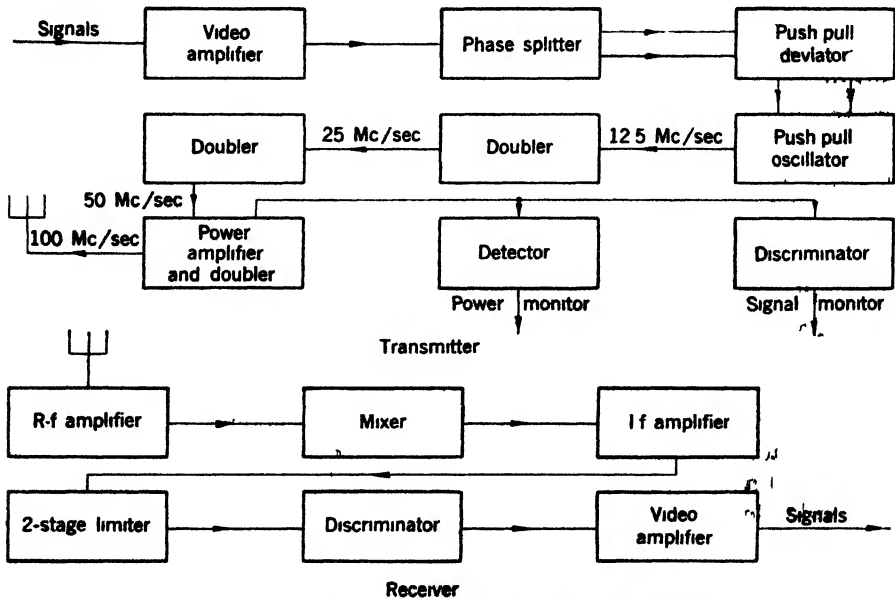 Signals
Video
amplifier
Phase splitter
Push pull
deviator
Doubler
25 Mc/sec
Doubler
12 5 Mc/sec
Push pull
oscillator
50 Mc/sec
100 Mc/sec
Power
amplifier
and doubler
Detector
Discriminator
Power monitor
Signal monitor
Transmitter
R-f amplifier
Mixer
I f amplifier
2-stage limiter
Discriminator
Video
amplifier
Signals
Receiver